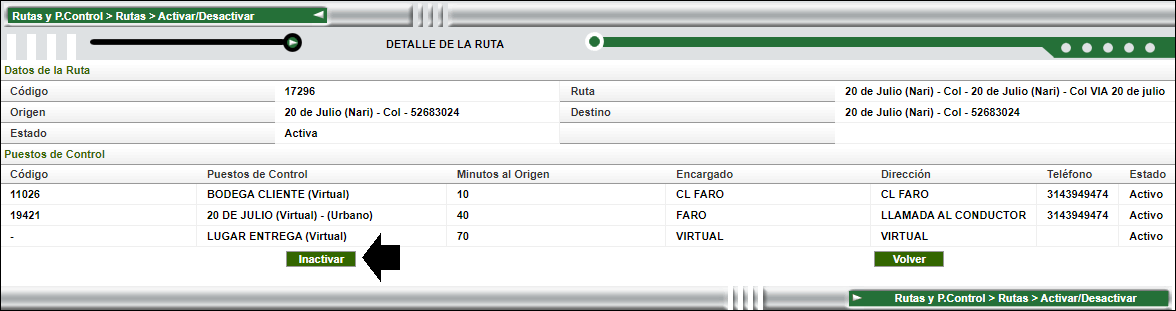 Rutas y P.Control > Rutas > Activar/Desactivar
DETALLE DE LA RUTA
Datos de la Ruta
Código 17296 Ruta 20 de Julio (Nari) - Col - 20 de Julio (Nari) - Col VIA 20 de julio
Origen 20 de Julio (Nari) - Col - 52683024 Destino 20 de Julio (Nari) - Col - 52683024
Estado Activa
Puestos de Control
Código Puestos de Control Minutos al Origen Encargado Dirección Teléfono Estado
11026 BODEGA CLIENTE (Virtual) 10 CL FARO CL FARO 3143949474 Activo
19421 20 DE JULIO (Virtual) - (Urbano) 40 FARO LLAMADA AL CONDUCTOR 3143949474 Activo
- LUGAR ENTREGA (Virtual) 70 VIRTUAL VIRTUAL Activo
Inactivar Volver
Rutas y P.Control > Rutas > Activar/Desactivar